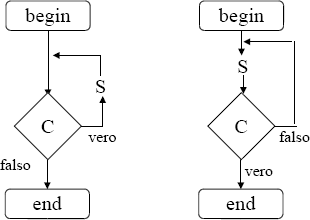 begin
S
C
vero
falso
end
begin
S
C
falso
vero
end